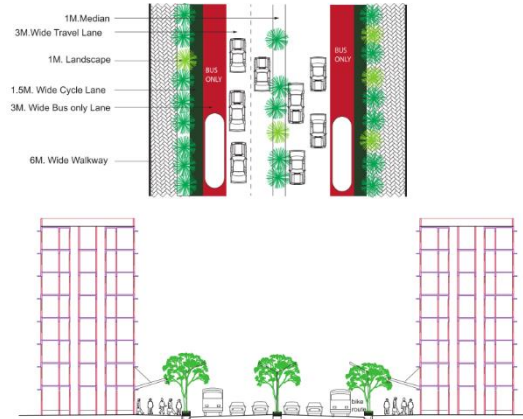 1M.Median
3M.Wide Travel Lane
1M. Landscape
1.5M. Wide Cycle Lane
3M. Wide Bus only Lane
6M. Wide Walkway
BUS
ONLY
BUS
ONLY
bike
route